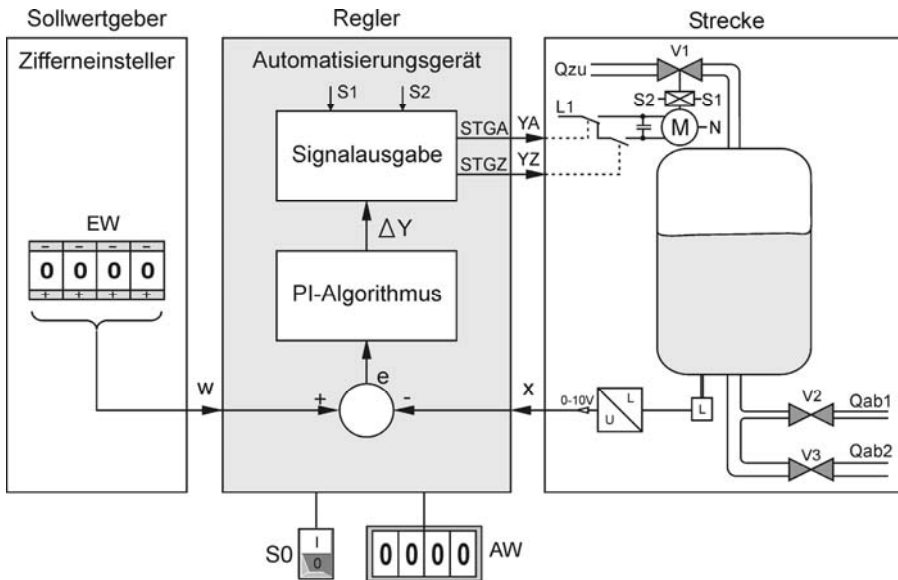 Sollwertgeber
Regler
Strecke
Zifferneinsteller
Automatisierungsgerät
V1
Qzu
S1 S2
S2 S1
L1
M N
STGA YA
STGZ YZ
Signalausgabe
ΔY
EW
- - - -
0 0 0 0
+ + + +
PI-Algorithmus
e
w
+
-
x
0-10V
L
U
L
V2
Qab1
V3
Qab2
S0
I
0
0 0 0 0
AW